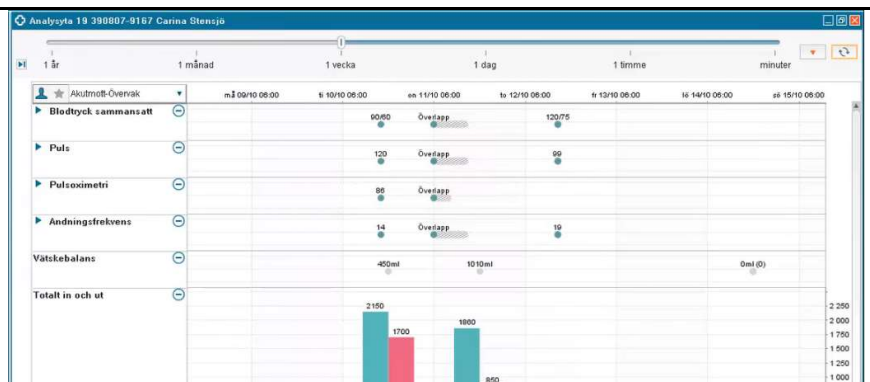 Analysyta 19 390807-9167 Carina Stensjö
1 år 1 månad 1 vecka 1 dag 1 timme minuter
Akutmott-Övervak må 09/10 06:00 ti 10/10 06:00 on 11/10 06:00 to 12/10 06:00 fr 13/10 06:00 lö 14/10 06:00 sö 15/10 06:00
Blodtryck sammansatt 90/60 Överlapp 120/75
Puls 120 Överlapp 99
Pulsoximetri 86 Överlapp
Andningsfrekvens 14 Överlapp 19
Vätskebalans 450ml 1010ml 0ml (0)
Totalt in och ut
2150 2 250
1860 2 000
1700 1 750
1 500
1 250
850 1 000